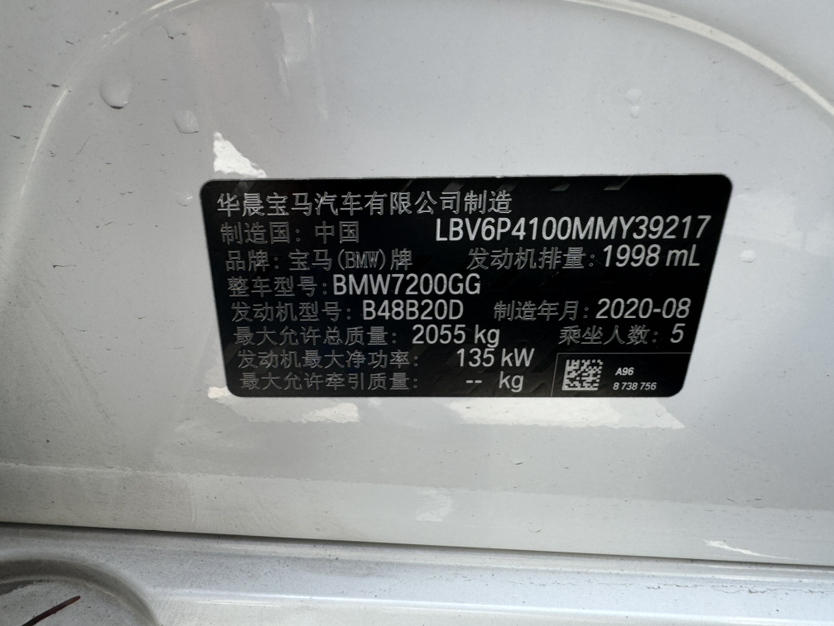 华晨宝马汽车有限公司制造
制造国: 中国 LBV6P4100MMY39217
品牌: 宝马(BMW)牌 发动机排量: 1998 mL
整车型号: BMW7200GG
发动机型号: B48B20D 制造年月: 2020-08
最大允许总质量: 2055 kg 乘坐人数: 5
发动机最大净功率: 135 kW
最大允许牵引质量: -- kg
A96
8 738 756